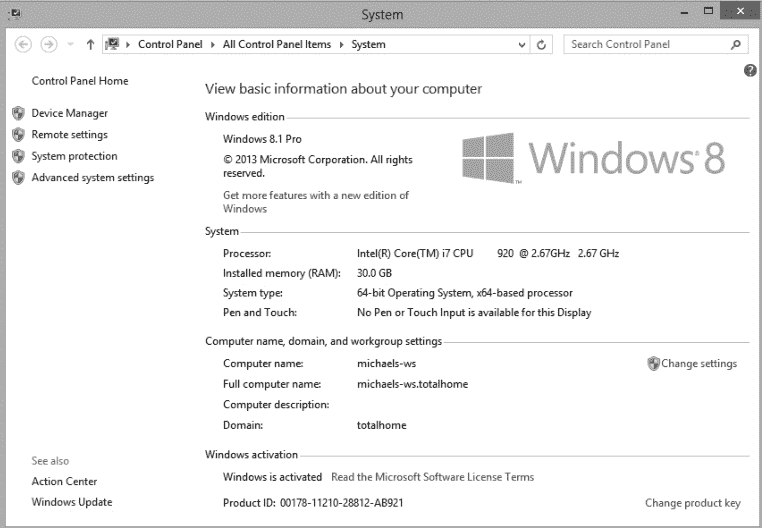 System
Control Panel
All Control Panel Items
System
Search Control Panel
Control Panel Home
Device Manager
Remote settings
System protection
Advanced system settings
See also
Action Center
Windows Update
View basic information about your computer
Windows edition
Windows 8.1 Pro
© 2013 Microsoft Corporation. All rights
reserved.
Get more features with a new edition of
Windows
Windows 8
System
Processor: Intel(R) Core(TM) i7 CPU 920 @ 2.67GHz 2.67 GHz
Installed memory (RAM): 30.0 GB
System type: 64-bit Operating System, x64-based processor
Pen and Touch: No Pen or Touch Input is available for this Display
Computer name, domain, and workgroup settings
Computer name: michaels-ws
Change settings
Full computer name: michaels-ws.totalhome
Computer description:
Domain: totalhome
Windows activation
Windows is activated Read the Microsoft Software License Terms
Product ID: 00178-11210-28812-AB921
Change product key